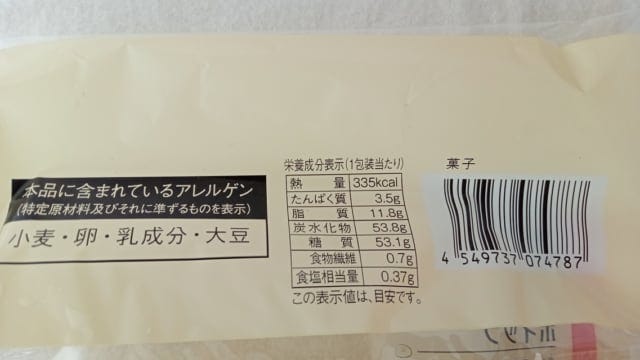 本品に含まれているアレルゲン
(特定原材料及びそれに準ずるものを表示)
小麦・卵・乳成分・大豆
栄養成分表示(1包装当たり)
熱量 335kcal
たんぱく質 3.5g
脂質 11.8g
炭水化物 53.8g
糖質 53.1g
食物繊維 0.7g
食塩相当量 0.37g
この表示値は、目安です。
菓子
4 549737 074787